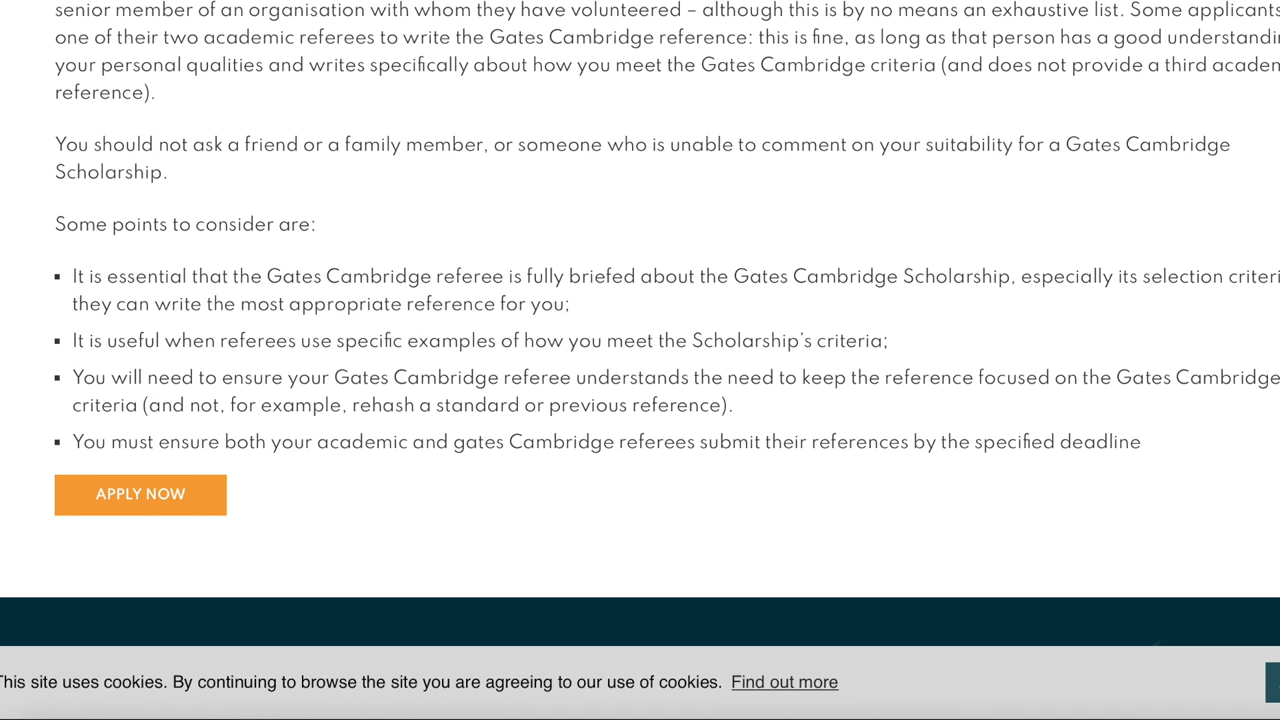 senior member of an organisation with whom they have volunteered – although this is by no means an exhaustive list. Some applicants
one of their two academic referees to write the Gates Cambridge reference: this is fine, as long as that person has a good
your personal qualities and writes specifically about how you meet the Gates Cambridge criteria (and does not provide a third
reference).
You should not ask a friend or a family member, or someone who is unable to comment on your suitability for a Gates Cambridge
Scholarship.
Some points to consider are:
▪ It is essential that the Gates Cambridge referee is fully briefed about the Gates Cambridge Scholarship, especially its selection
they can write the most appropriate reference for you;
▪ It is useful when referees use specific examples of how you meet the Scholarship's criteria;
▪ You will need to ensure your Gates Cambridge referee understands the need to keep the reference focused on the Gates Cambridge
criteria (and not, for example, rehash a standard or previous reference).
▪ You must ensure both your academic and gates Cambridge referees submit their references by the specified deadline
APPLY NOW
This site uses cookies. By continuing to browse the site you are agreeing to our use of cookies. Find out more